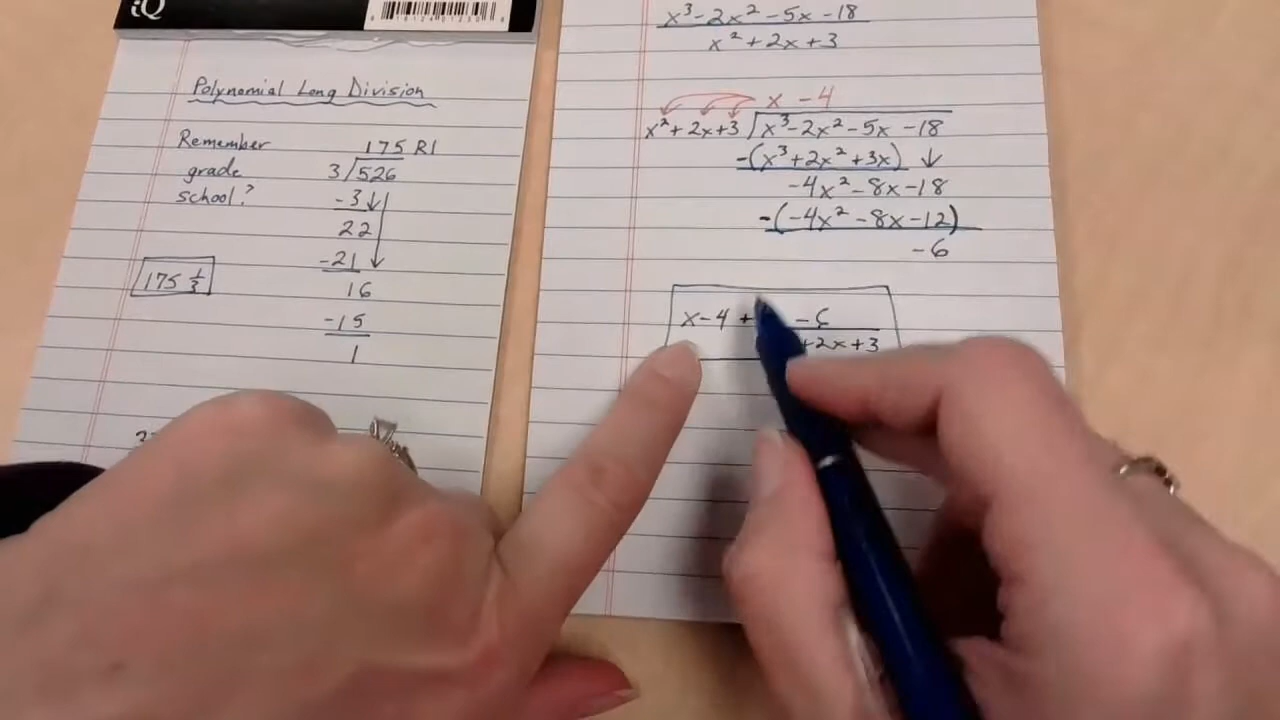 iQ
Polynomial Long Division
Remember
grade
school?
175 R1
3/526
-3
22
-21
16
-15
1
175 1/3
x³-2x²-5x-18
x²+2x+3
x -4
x²+2x+3 / x³-2x²-5x-18
-(x³+2x²+3x)
-4x²-8x-18
-(-4x²-8x-12)
-6
x-4 + -6
+2x+3